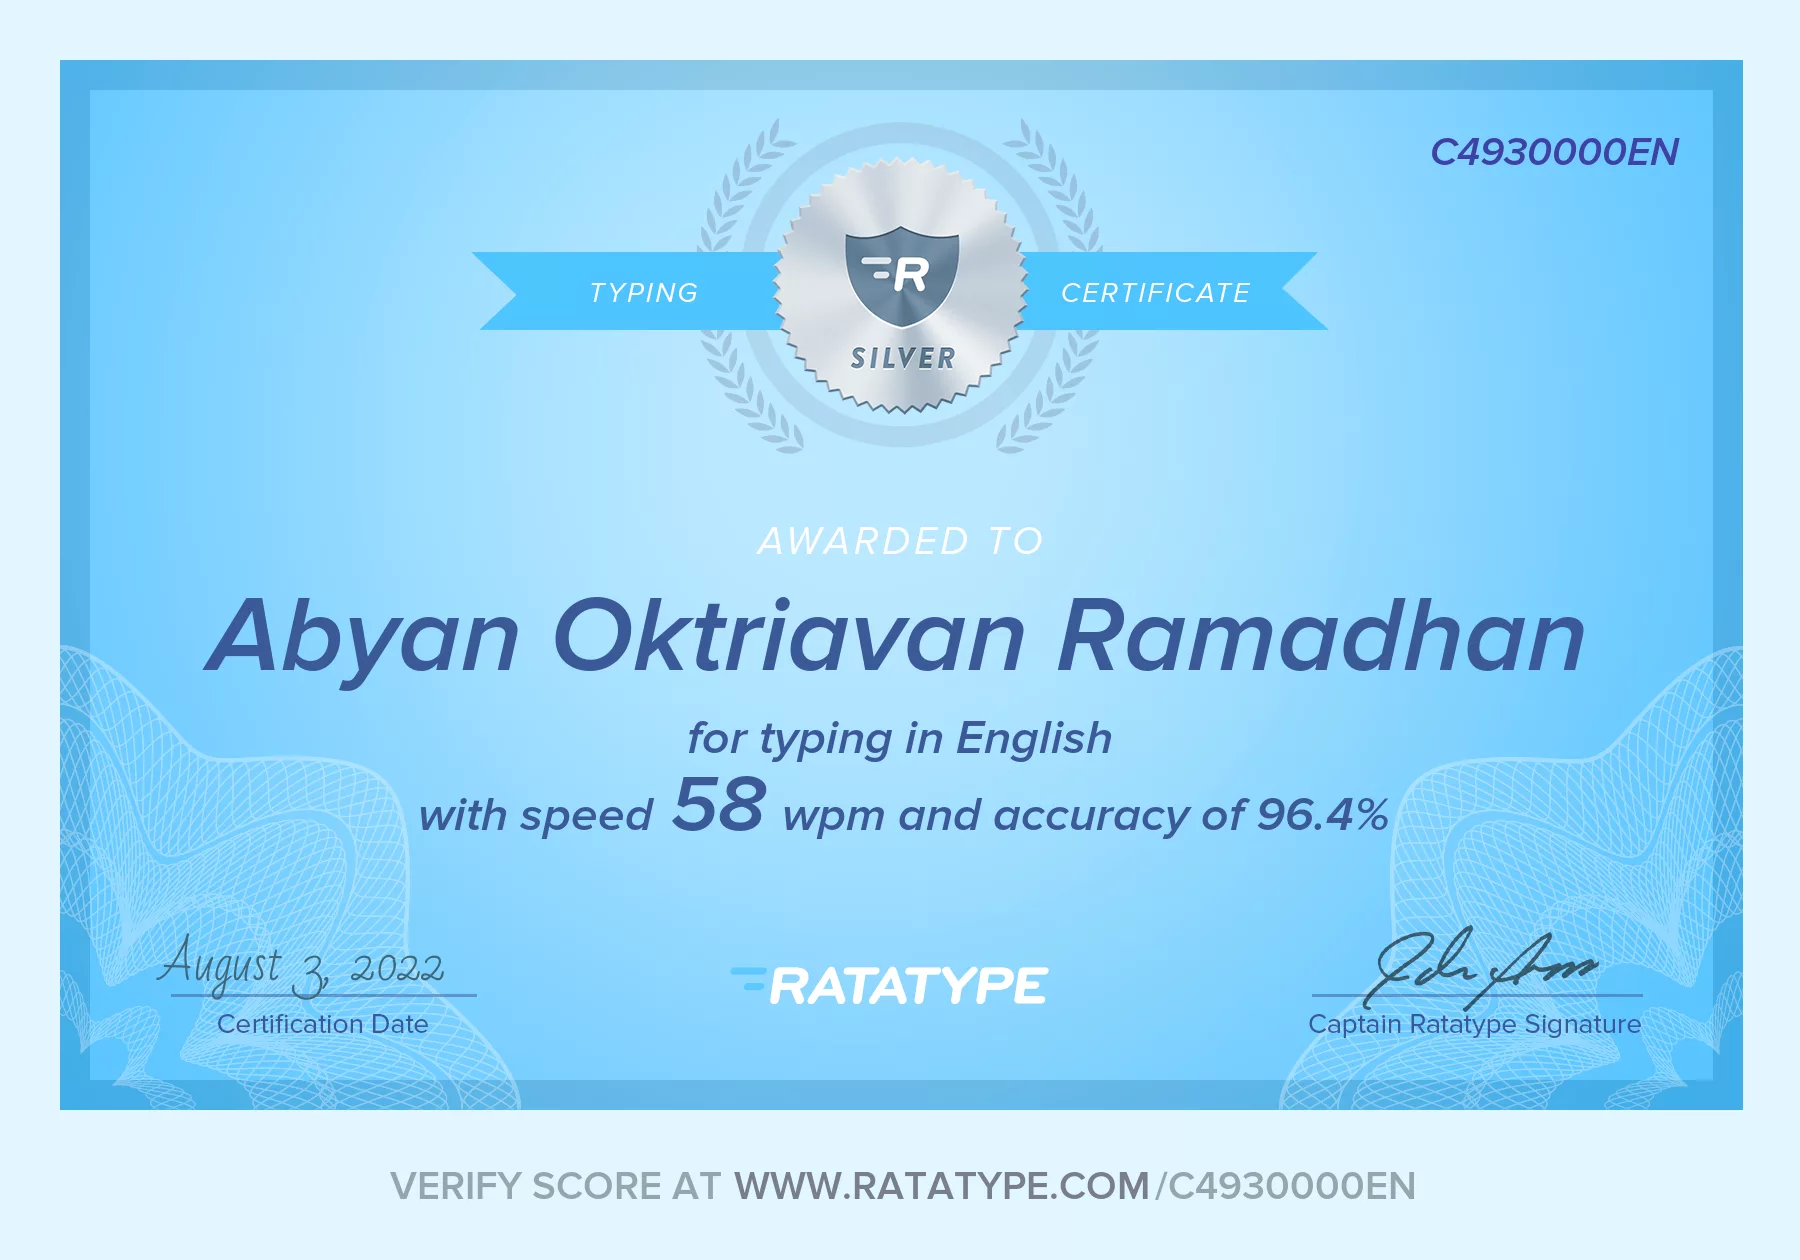 C4930000EN
TYPING
CERTIFICATE
R
SILVER
AWARDED TO
Abyan Oktriavan Ramadhan
for typing in English
with speed 58 wpm and accuracy of 96.4%
August 3, 2022
Certification Date
RATATYPE
Captain Ratatype Signature
VERIFY SCORE AT WWW.RATATYPE.COM/C4930000EN